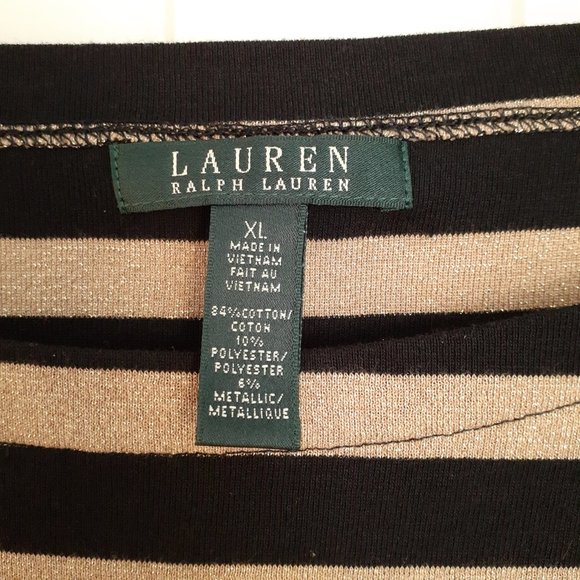 LAUREN
RALPH LAUREN
XL
MADE IN
VIETNAM
FAIT AU
VIETNAM
84%COTTON/
COTON
10%
POLYESTER/
POLYESTER
6%
METALLIC/
METALLIQUE